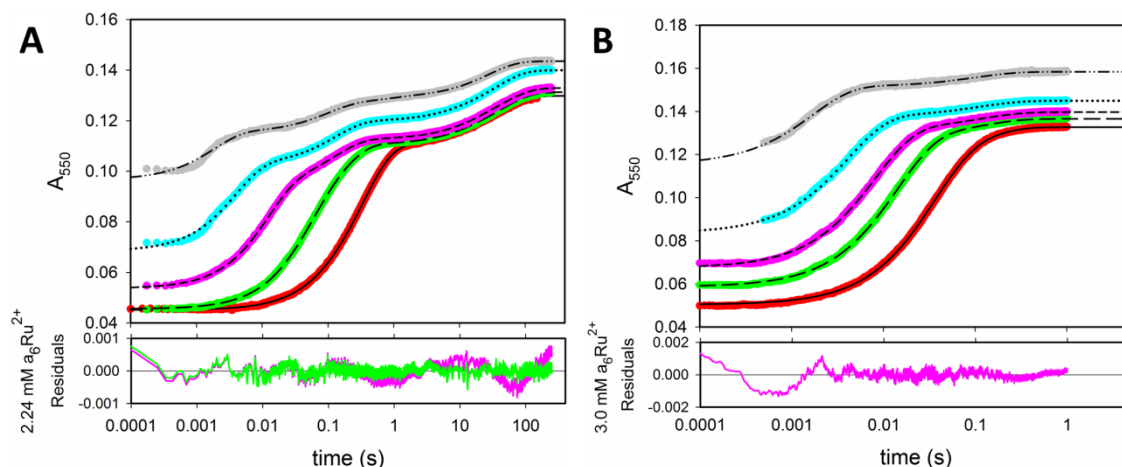 A
0.16
0.14
0.12
0.10
0.08
0.06
0.04
A₅₅₀
0.001
0.000
-0.001
2.24 mM a₆Ru²⁺
Residuals
0.0001 0.001 0.01 0.1 1 10 100
time (s)
B
0.18
0.16
0.14
0.12
0.10
0.08
0.06
0.04
A₅₅₀
0.002
0.000
-0.002
3.0 mM a₆Ru²⁺
Residuals
0.0001 0.001 0.01 0.1 1
time (s)